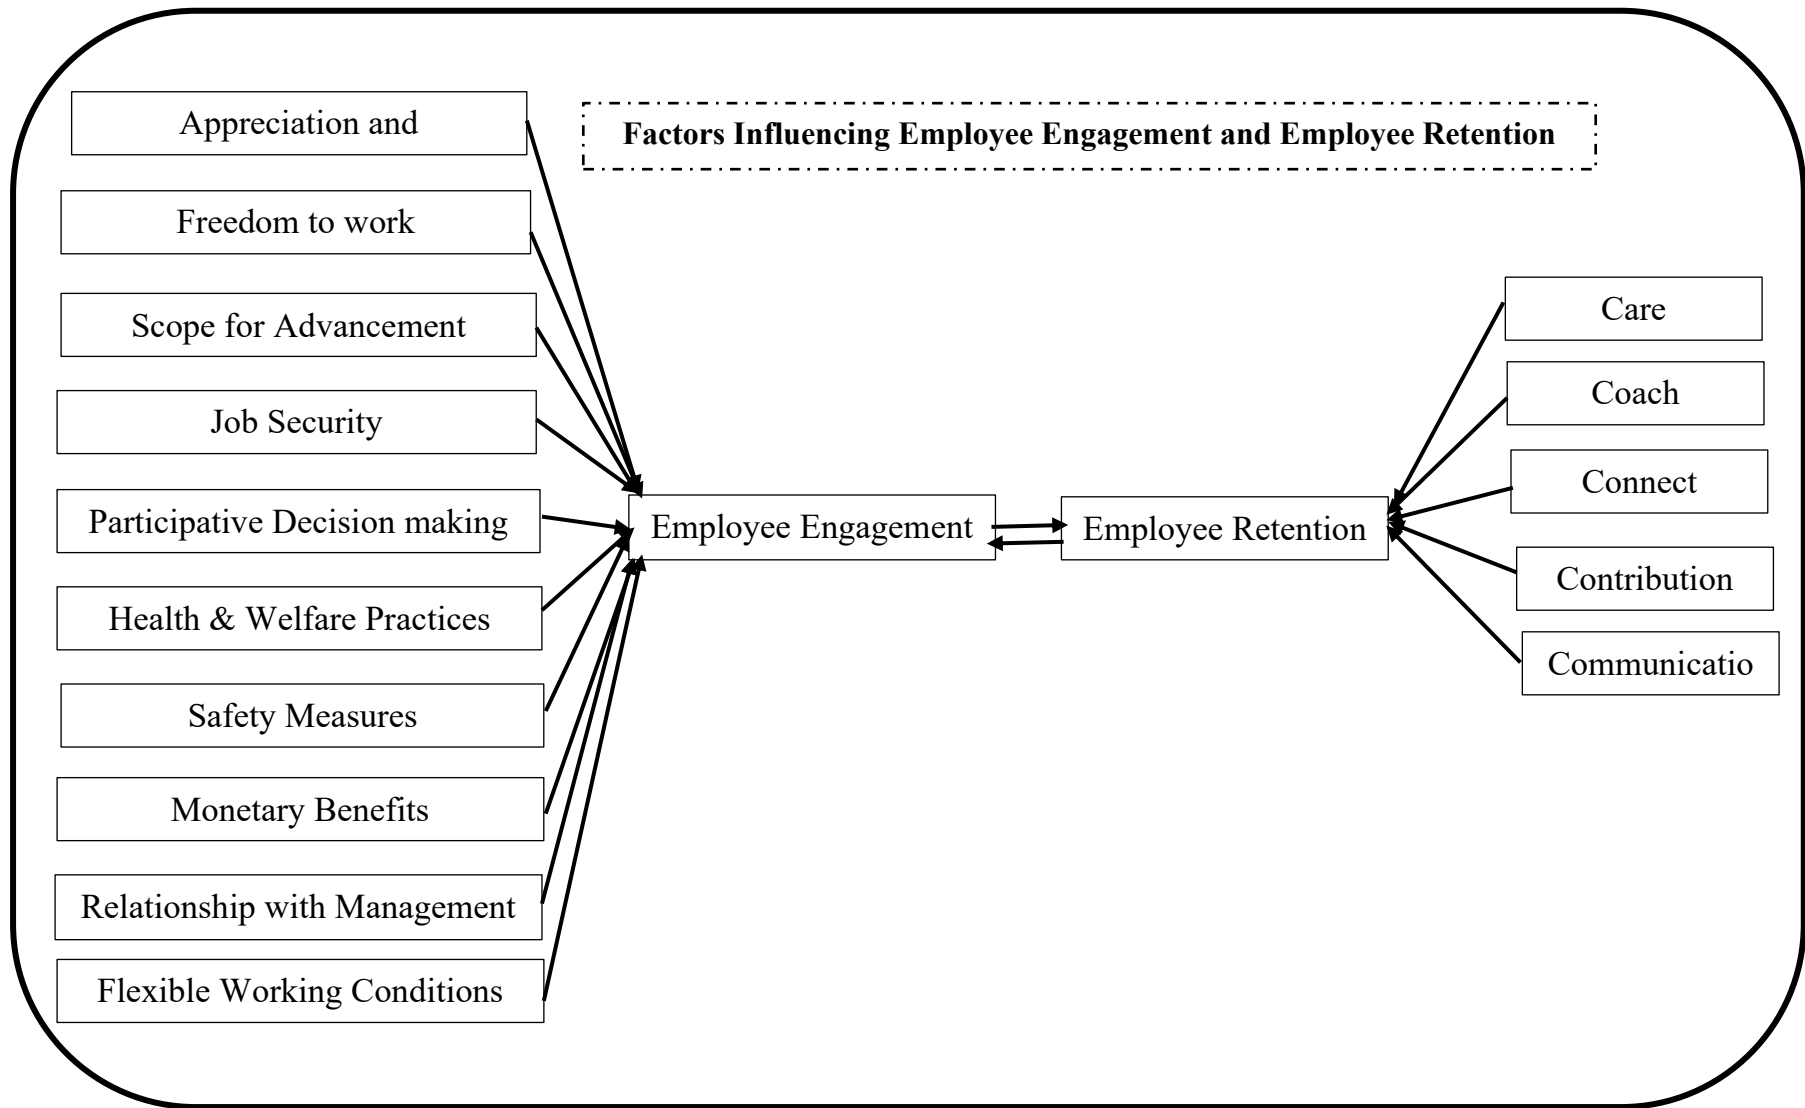 Factors Influencing Employee Engagement and Employee Retention
Appreciation and
Freedom to work
Scope for Advancement
Job Security
Participative Decision making
Health & Welfare Practices
Safety Measures
Monetary Benefits
Relationship with Management
Flexible Working Conditions
Employee Engagement
Employee Retention
Care
Coach
Connect
Contribution
Communicatio